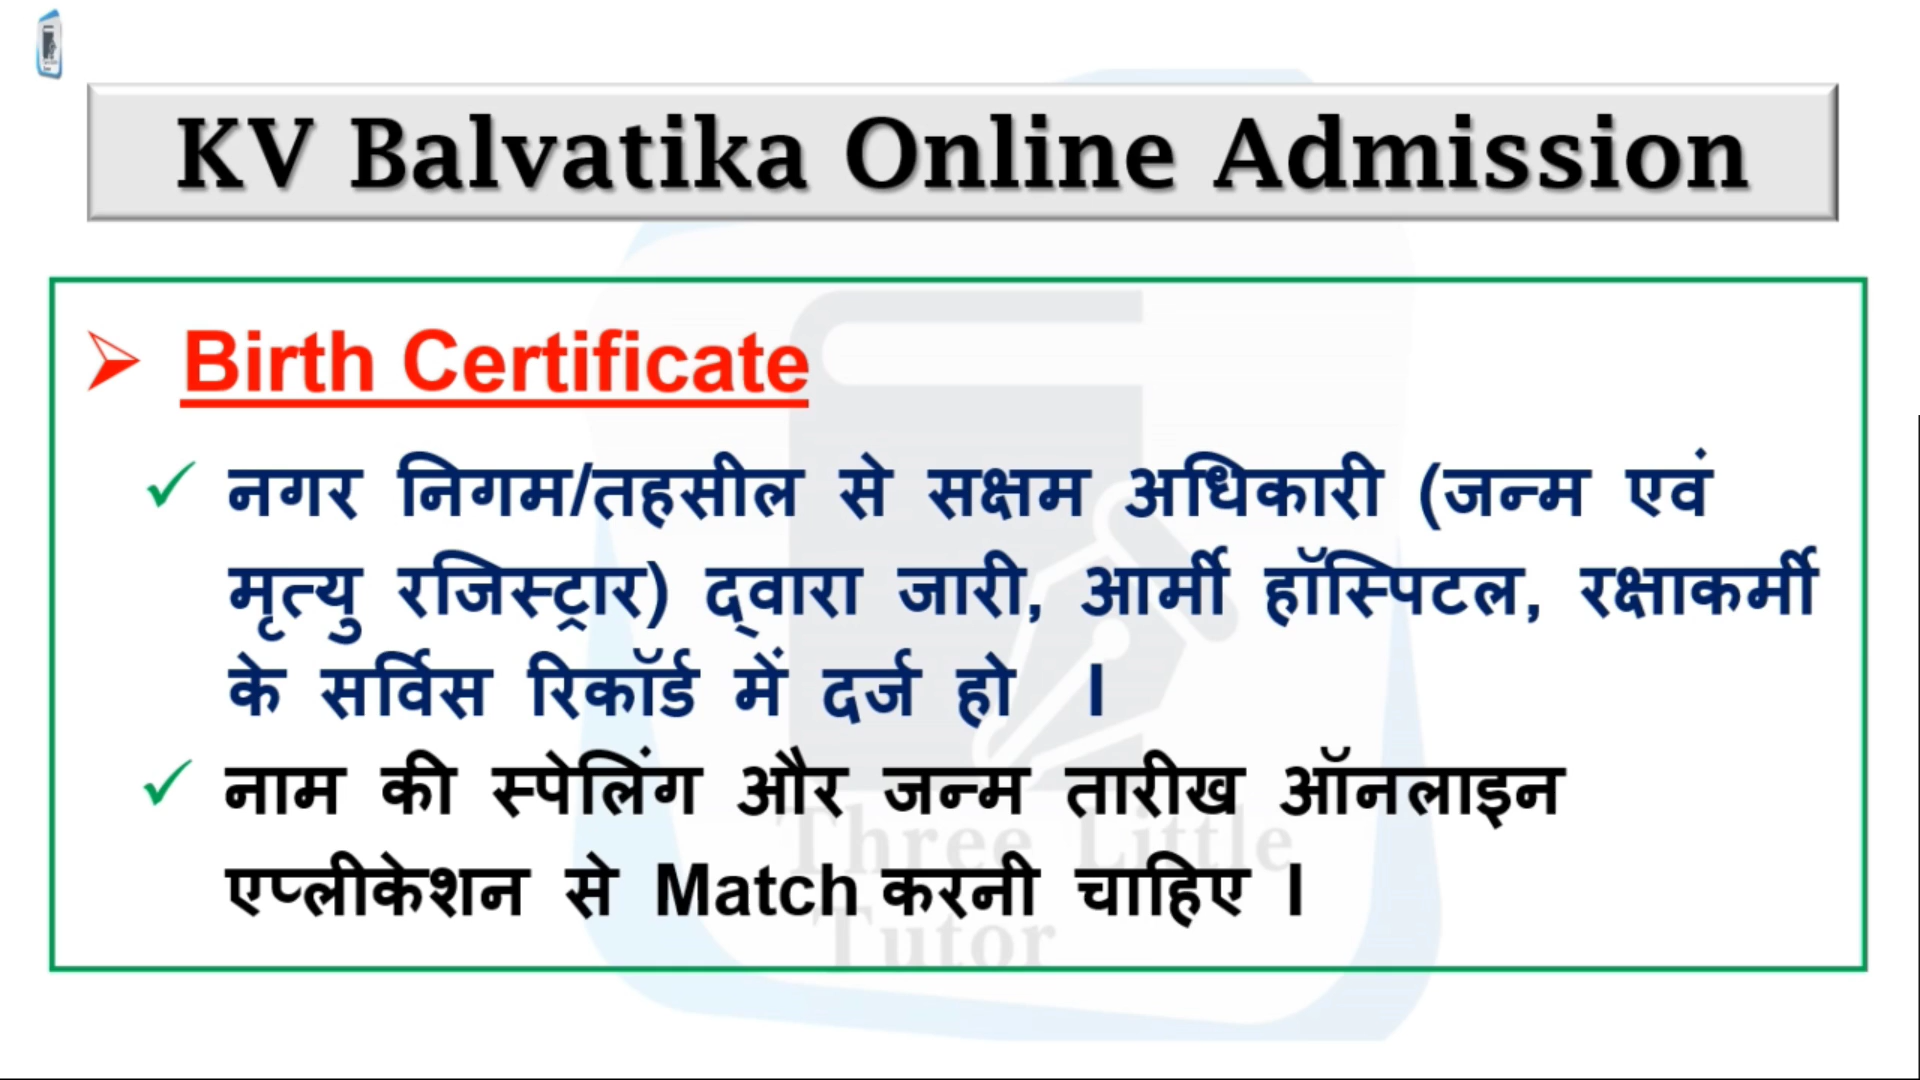 KV Balvatika Online Admission
Birth Certificate
नगर निगम/तहसील से सक्षम अधिकारी (जन्म एवं
मृत्यु रजिस्ट्रार) द्वारा जारी, आर्मी हॉस्पिटल, रक्षाकर्मी
के सर्विस रिकॉर्ड में दर्ज हो ।
नाम की स्पेलिंग और जन्म तारीख ऑनलाइन
एप्लीकेशन से Match करनी चाहिए ।
Three Little
Tutor